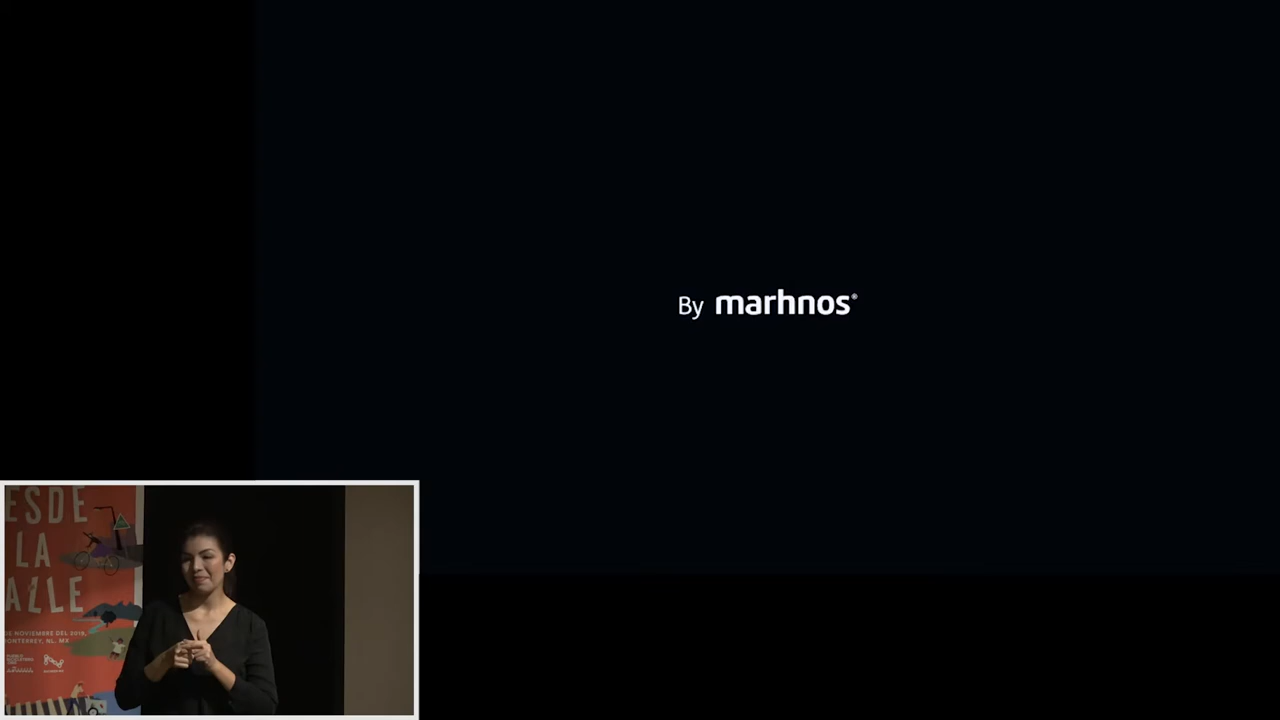 By marhnos®
ESDE
LA
ALLE
DE NOVIEMBRE DEL 2019,
MONTERREY, NL. MX